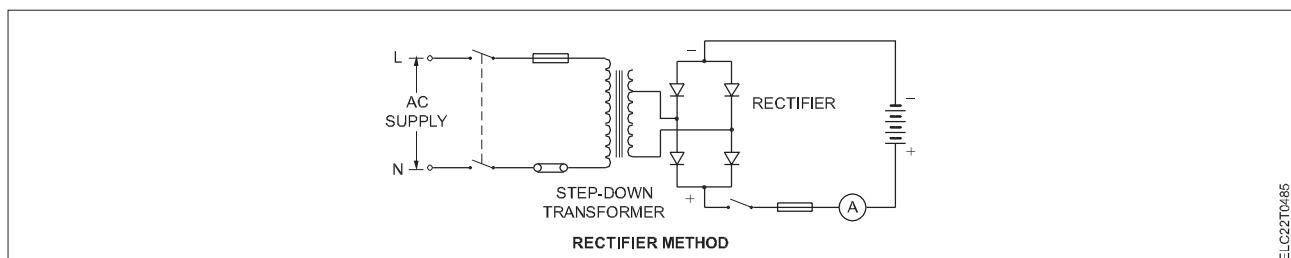 L
AC
SUPPLY
N
STEP-DOWN
TRANSFORMER
−
+
RECTIFIER
−
+
A
RECTIFIER METHOD
ELC22T0485